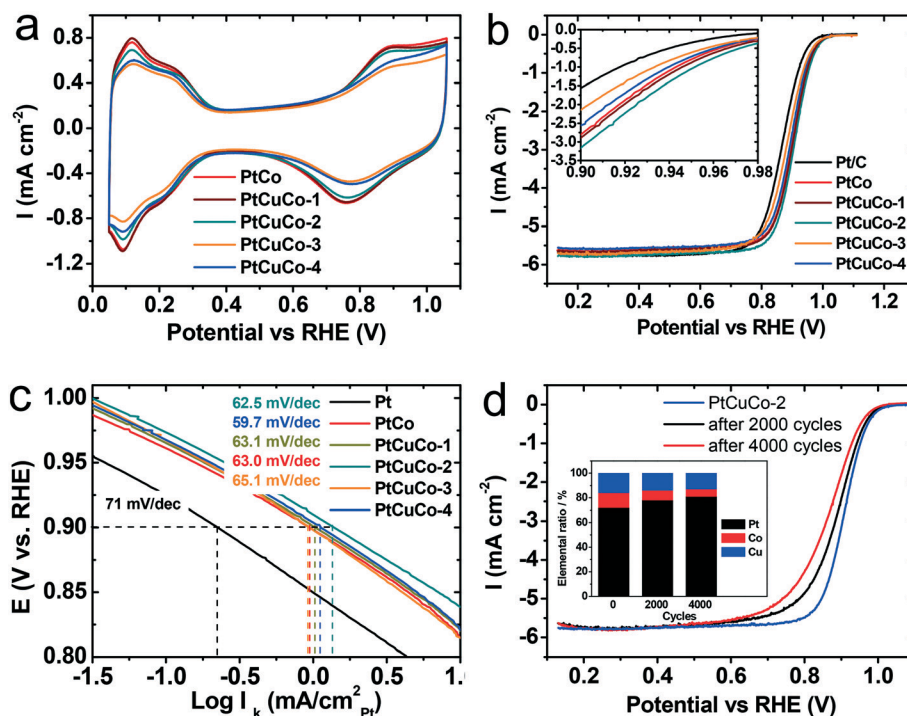 a
I (mA cm-2)
0.8
0.4
0.0
-0.4
-0.8
-1.2
PtCo
PtCuCo-1
PtCuCo-2
PtCuCo-3
PtCuCo-4
0.0 0.2 0.4 0.6 0.8 1.0
Potential vs RHE (V)
b
I (mA cm-2)
0
-1
-2
-3
-4
-5
-6
0.0
-0.5
-1.0
-1.5
-2.0
-2.5
-3.0
-3.5
0.90 0.92 0.94 0.96 0.98
Pt/C
PtCo
PtCuCo-1
PtCuCo-2
PtCuCo-3
PtCuCo-4
0.2 0.4 0.6 0.8 1.0 1.2
Potential vs RHE (V)
c
E (V vs. RHE)
1.00
0.95
0.90
0.85
0.80
62.5 mV/dec
59.7 mV/dec
63.1 mV/dec
63.0 mV/dec
65.1 mV/dec
71 mV/dec
Pt
PtCo
PtCuCo-1
PtCuCo-2
PtCuCo-3
PtCuCo-4
-1.5 -1.0 -0.5 0.0 0.5 1.0
Log Ik (mA/cm2Pt)
d
I (mA cm-2)
0
-1
-2
-3
-4
-5
-6
PtCuCo-2
after 2000 cycles
after 4000 cycles
Elemental ratio / %
100
80
60
40
20
0
Pt
Co
Cu
0 2000 4000
Cycles
0.2 0.4 0.6 0.8 1.0
Potential vs RHE (V)